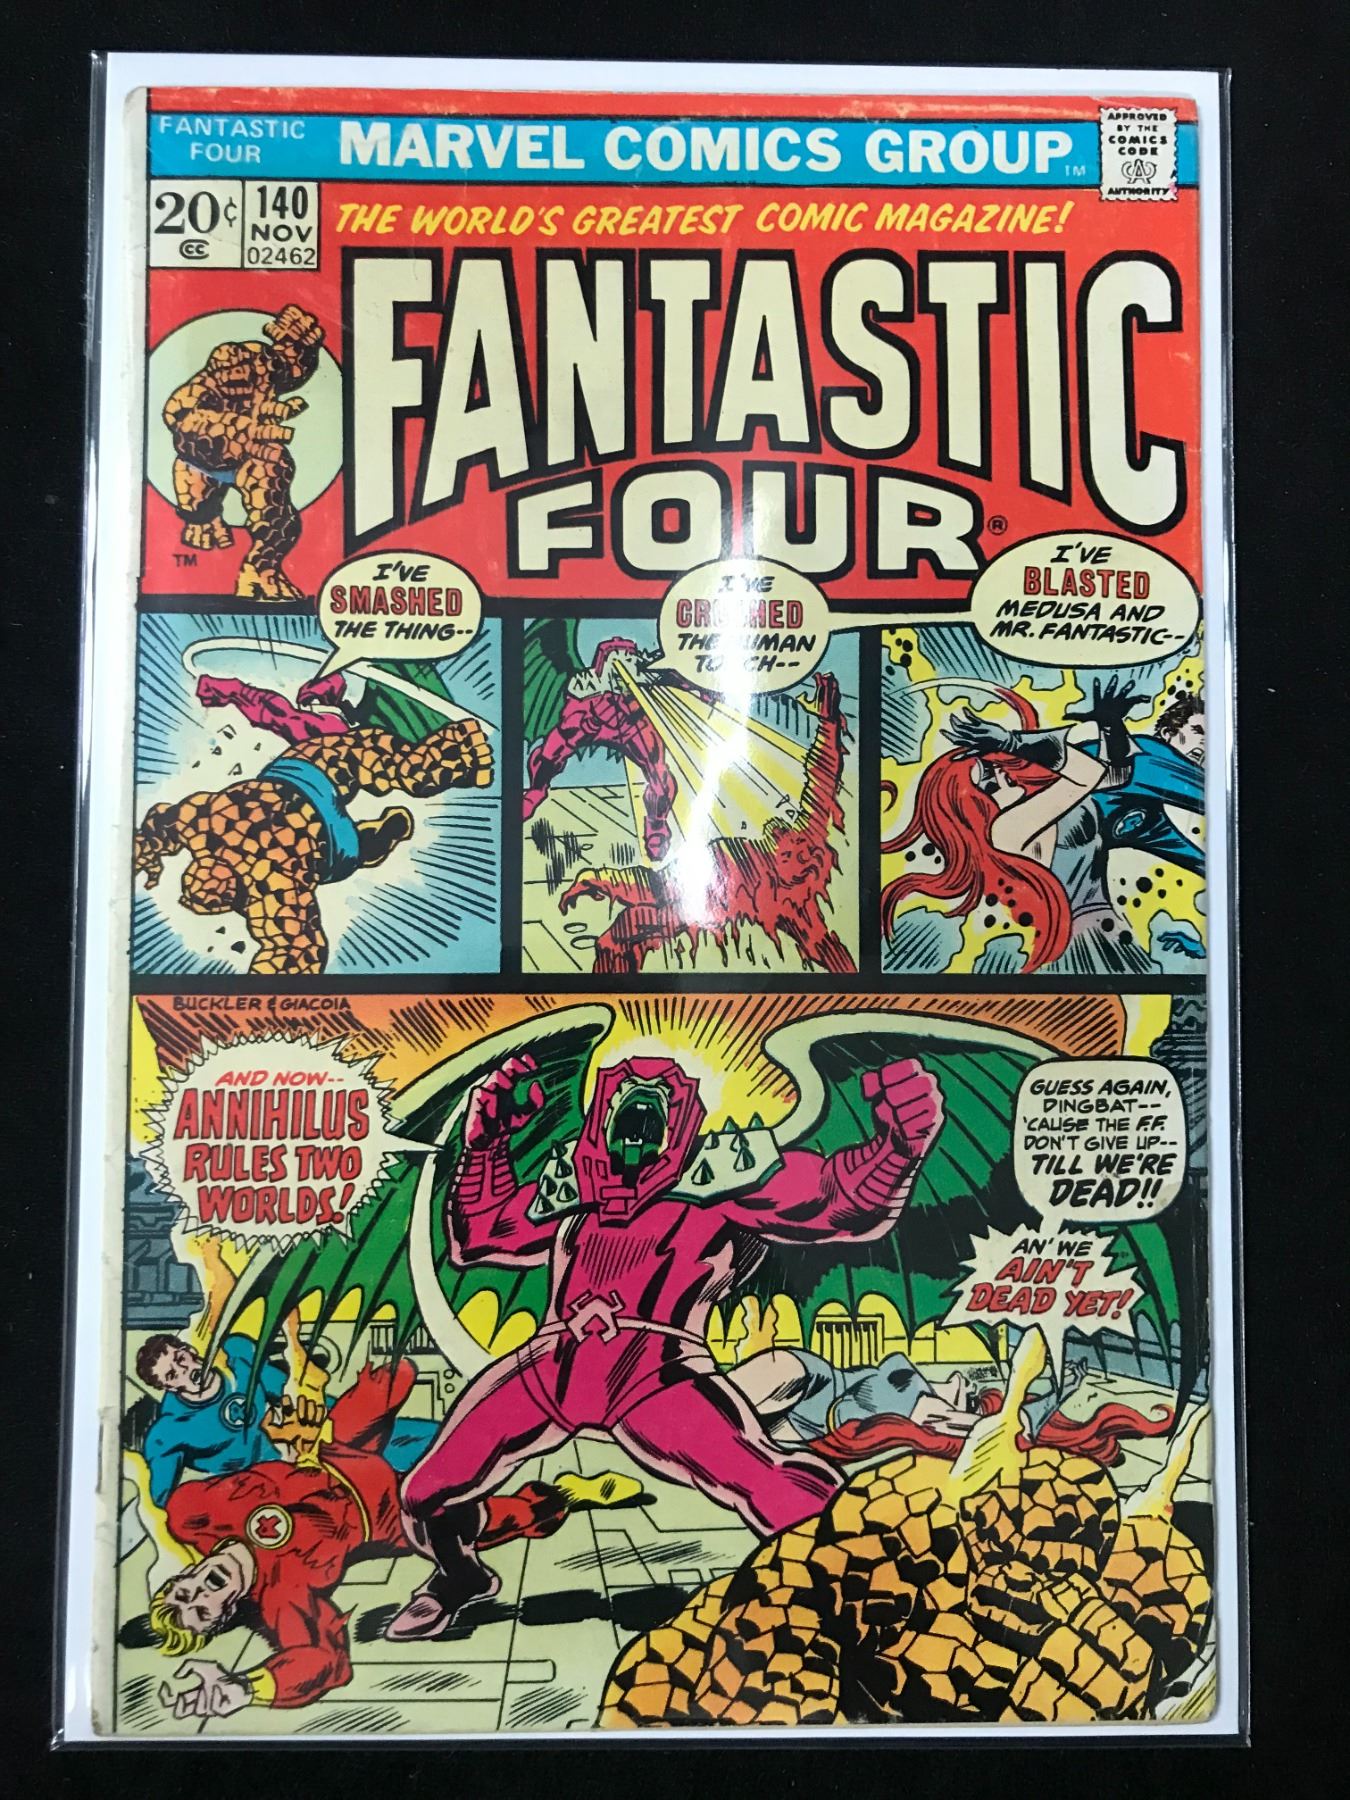 FANTASTIC
FOUR
MARVEL COMICS GROUP TM
APPROVED
BY THE
COMICS
CODE
CA
AUTHORITY
20¢
CC
140
NOV
02462
THE WORLD'S GREATEST COMIC MAGAZINE!
FANTASTIC
FOUR ®
TM
I'VE
SMASHED
THE THING--
I'VE
THE
I'VE
BLASTED
MEDUSA AND
MR. FANTASTIC--
BUCKLER & GIACOIA
AND NOW--
ANNIHILUS
RULES TWO
WORLDS!
GUESS AGAIN,
DINGBAT--
'CAUSE THE F.F.
DON'T GIVE UP--
TILL WE'RE
DEAD!!
AN' WE
AIN'T
DEAD YET!